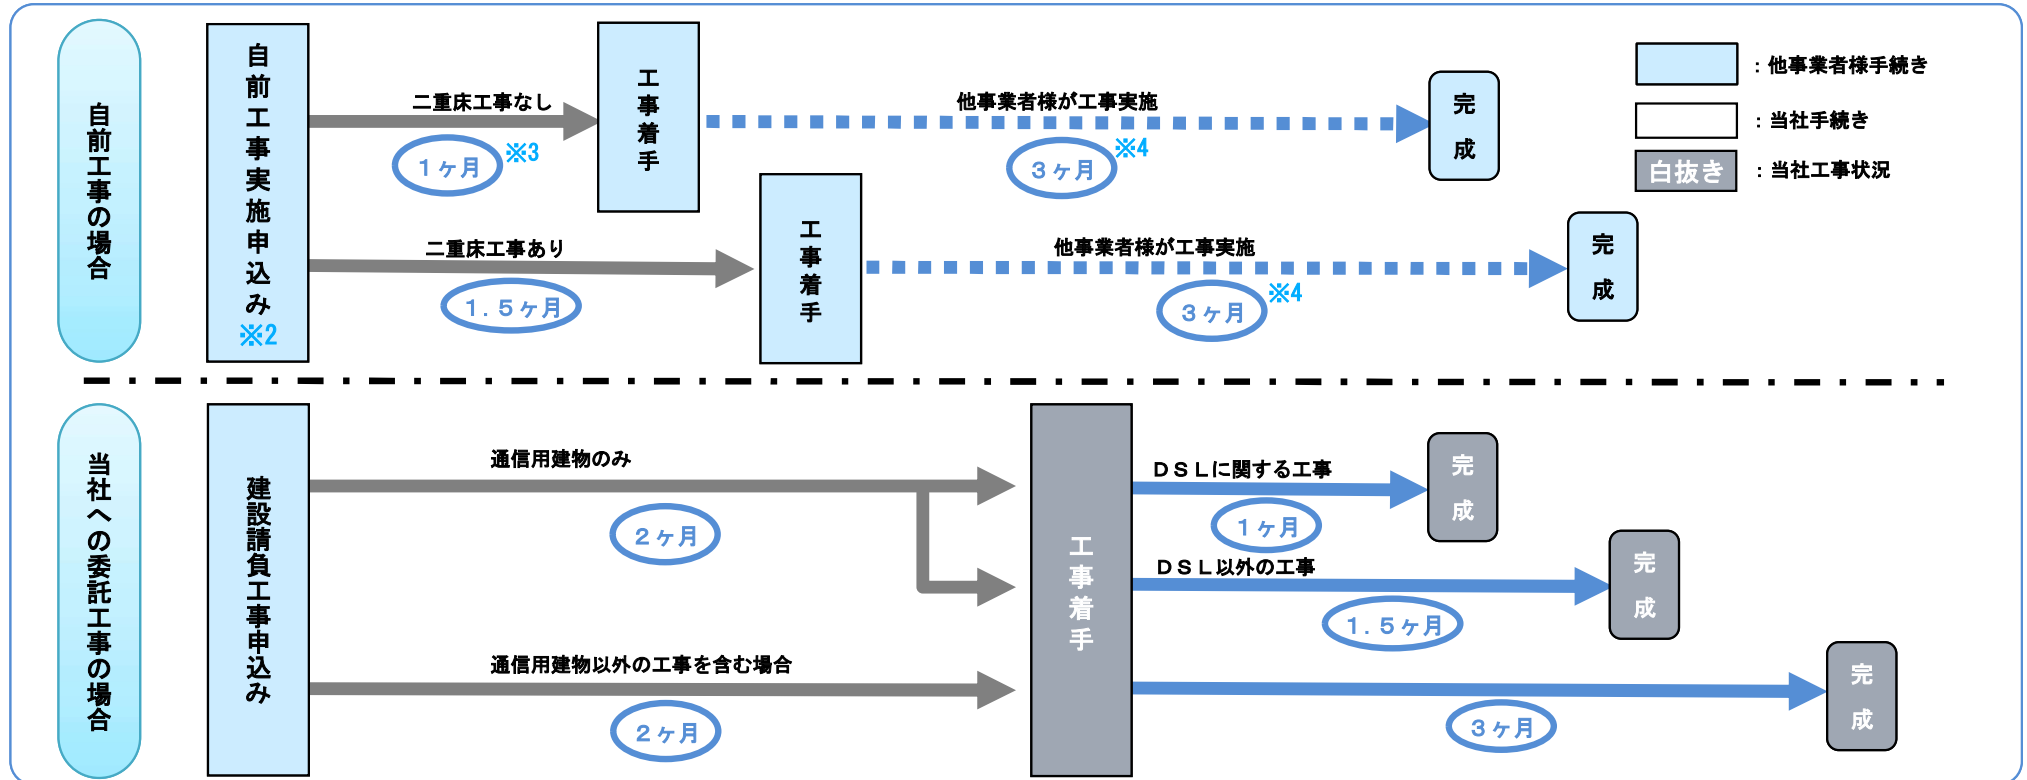 自前工事の場合
自前工事実施申込み
※2
二重床工事なし
1ヶ月
※3
工事着手
他事業者様が工事実施
3ヶ月
※4
完成
二重床工事あり
1.5ヶ月
工事着手
他事業者様が工事実施
3ヶ月
※4
完成
：他事業者様手続き
：当社手続き
白抜き
：当社工事状況
当社への委託工事の場合
建設請負工事申込み
通信用建物のみ
2ヶ月
通信用建物以外の工事を含む場合
2ヶ月
工事着手
DSLに関する工事
1ヶ月
完成
DSL以外の工事
1.5ヶ月
完成
3ヶ月
完成